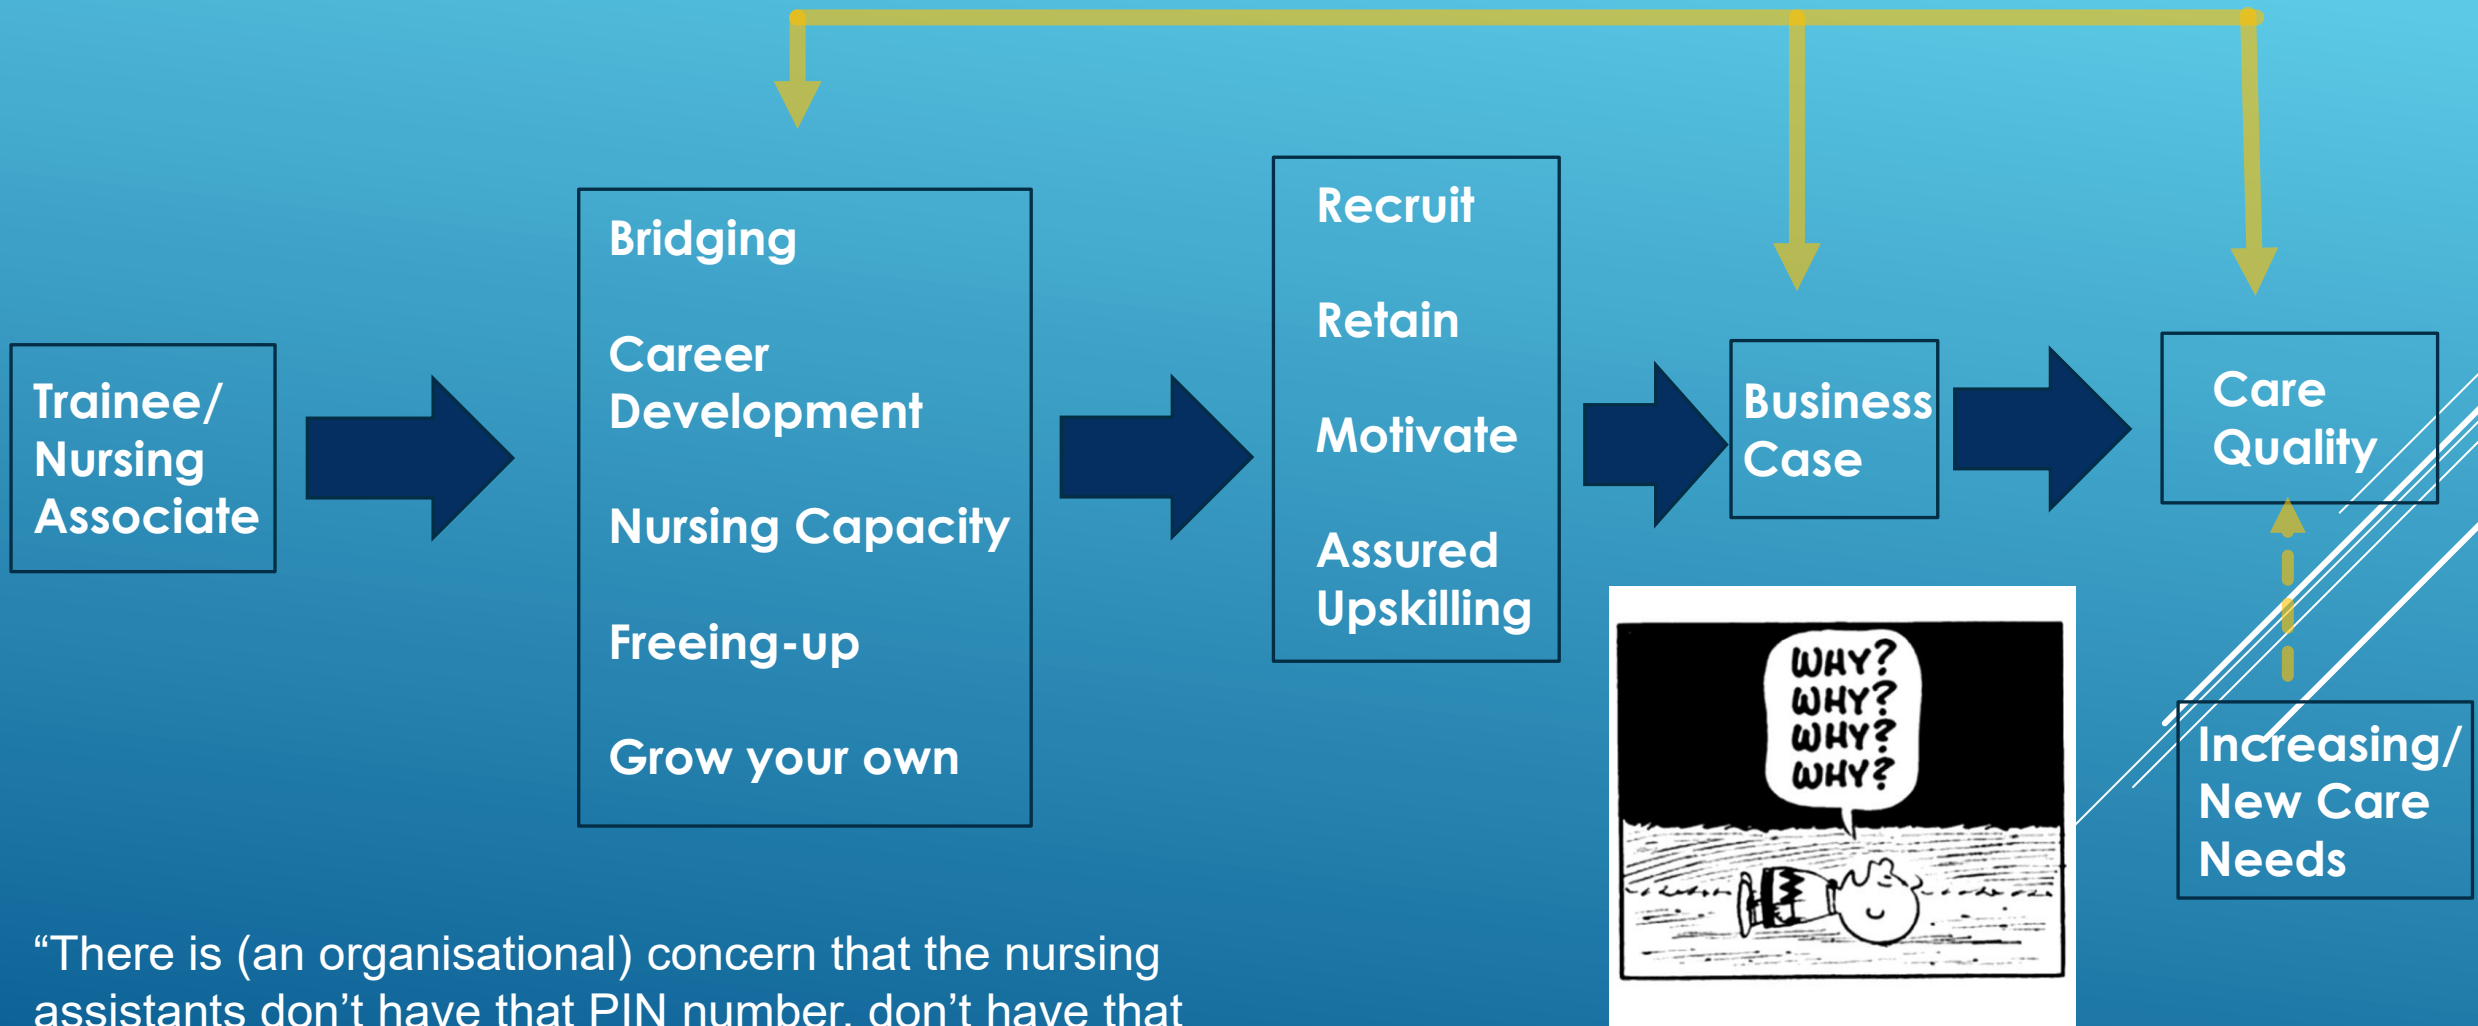 Trainee/
Nursing
Associate
Bridging
Career
Development
Nursing Capacity
Freeing-up
Grow your own
Recruit
Retain
Motivate
Assured
Upskilling
Business
Case
Care
Quality
Increasing/
New Care
Needs
WHY?
WHY?
WHY?
WHY?
“There is (an organisational) concern that the nursing
assistants don’t have that PIN number, don’t have that